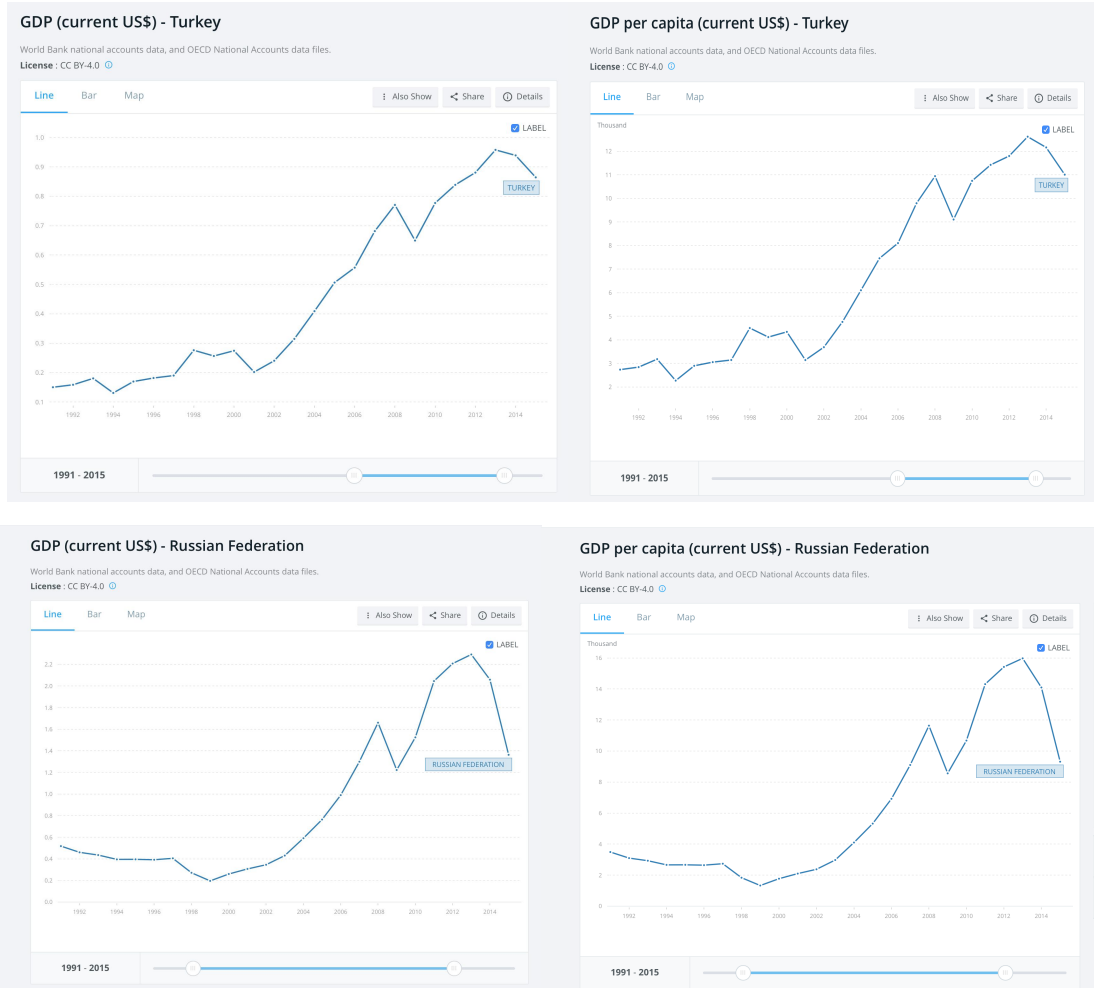 GDP (current US$) - Turkey
World Bank national accounts data, and OECD National Accounts data files.
License : CC BY-4.0
Line Bar Map Also Show Share Details
LABEL
1.0
0.9
0.8
0.7
0.6
0.5
0.4
0.3
0.2
0.1
TURKEY
1992 1994 1996 1998 2000 2002 2004 2006 2008 2010 2012 2014
1991 - 2015
GDP per capita (current US$) - Turkey
World Bank national accounts data, and OECD National Accounts data files.
License : CC BY-4.0
Line Bar Map Also Show Share Details
Thousand
LABEL
12
11
10
9
8
7
6
5
4
3
2
TURKEY
1992 1994 1996 1998 2000 2002 2004 2006 2008 2010 2012 2014
1991 - 2015
GDP (current US$) - Russian Federation
World Bank national accounts data, and OECD National Accounts data files.
License : CC BY-4.0
Line Bar Map Also Show Share Details
LABEL
2.2
2.0
1.8
1.6
1.4
1.2
1.0
0.8
0.6
0.4
0.2
0.0
RUSSIAN FEDERATION
1992 1994 1996 1998 2000 2002 2004 2006 2008 2010 2012 2014
1991 - 2015
GDP per capita (current US$) - Russian Federation
World Bank national accounts data, and OECD National Accounts data files.
License : CC BY-4.0
Line Bar Map Also Show Share Details
Thousand
LABEL
16
14
12
10
8
6
4
2
0
RUSSIAN FEDERATION
1992 1994 1996 1998 2000 2002 2004 2006 2008 2010 2012 2014
1991 - 2015